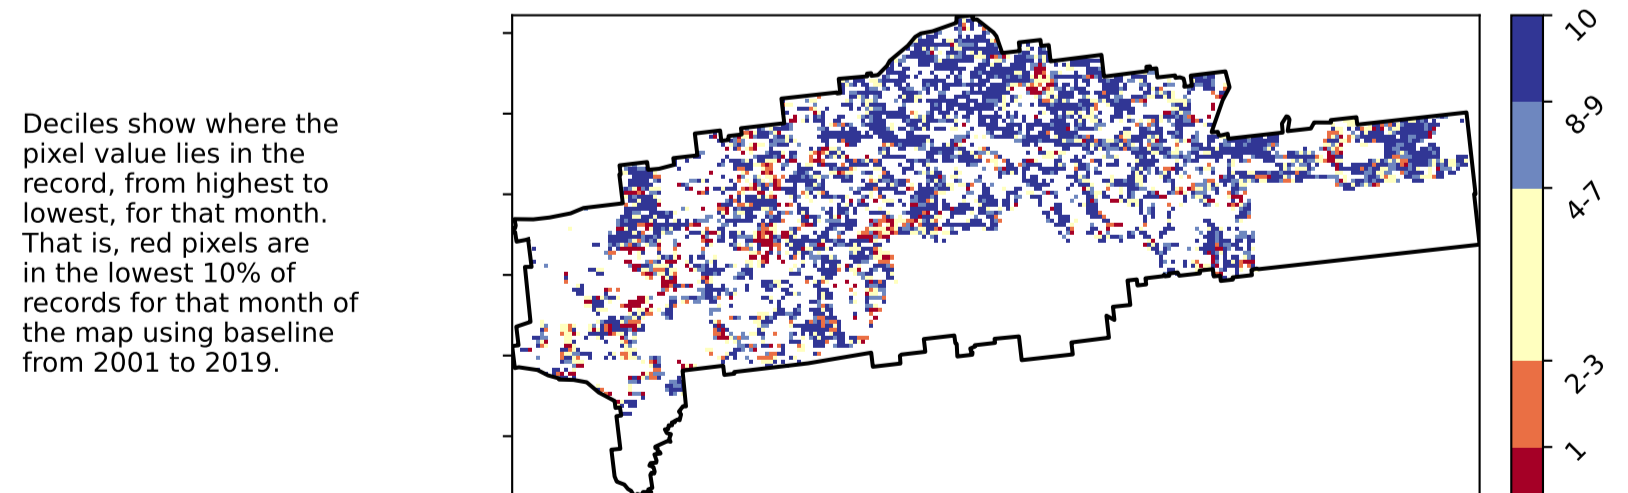 Deciles show where the
pixel value lies in the
record, from highest to
lowest, for that month.
That is, red pixels are
in the lowest 10% of
records for that month of
the map using baseline
from 2001 to 2019.
10
8-9
4-7
2-3
1